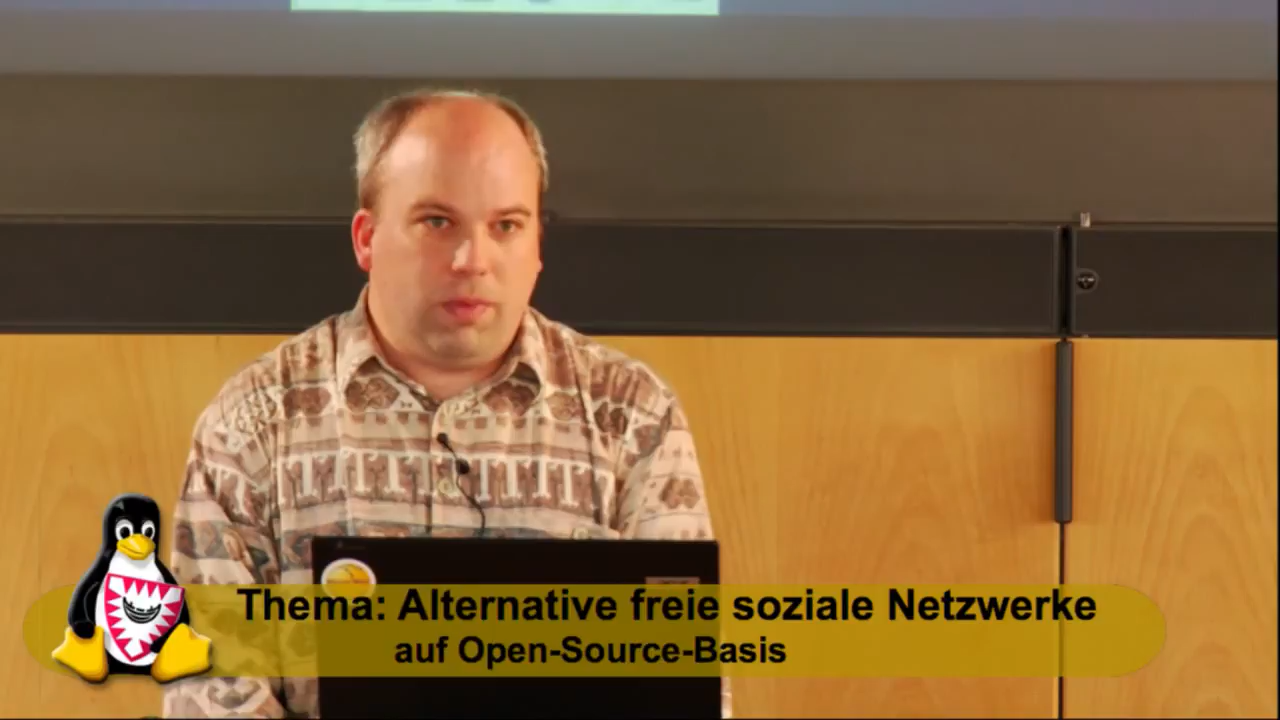 Thema: Alternative freie soziale Netzwerke
auf Open-Source-Basis